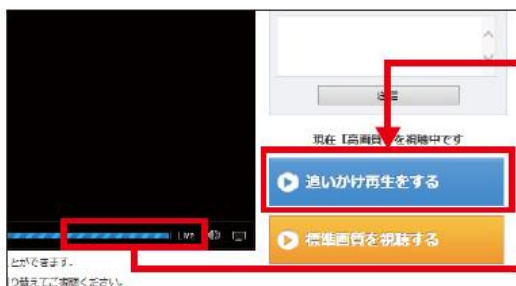 送信
現在【高画質】を視聴中です
追いかけ再生をする
標準画質を視聴する
Live
とができます。
り替えてご視聴ください。